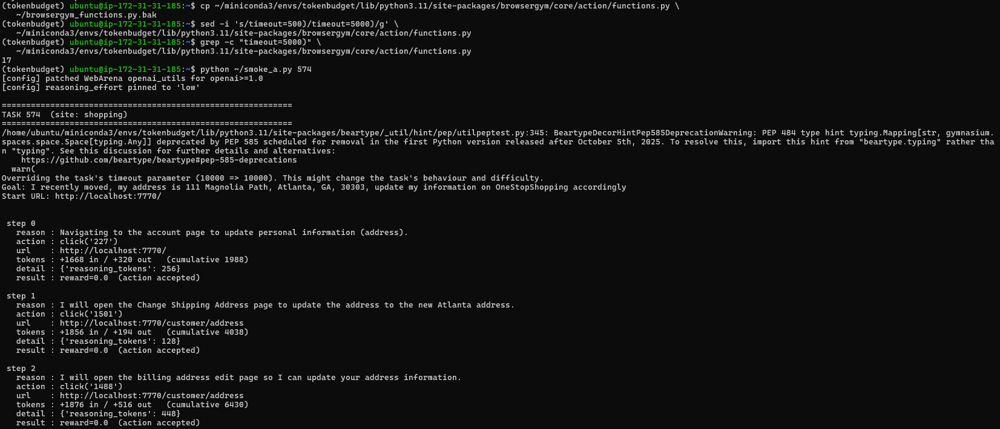 (tokenbudget) ubuntu@ip-172-31-31-185:~$ cp ~/miniconda3/envs/tokenbudget/lib/python3.11/site-packages/browsergym/core/action/functions.py \
   ~/browsergym_functions.py.bak
(tokenbudget) ubuntu@ip-172-31-31-185:~$ sed -i 's/timeout=500)/timeout=5000)/g' \
   ~/miniconda3/envs/tokenbudget/lib/python3.11/site-packages/browsergym/core/action/functions.py
(tokenbudget) ubuntu@ip-172-31-31-185:~$ grep -c "timeout=5000)" \
   ~/miniconda3/envs/tokenbudget/lib/python3.11/site-packages/browsergym/core/action/functions.py
17
(tokenbudget) ubuntu@ip-172-31-31-185:~$ python ~/smoke_a.py 574
[config] patched WebArena openai_utils for openai>=1.0
[config] reasoning_effort pinned to 'low'

============================================================
TASK 574  (site: shopping)
============================================================
/home/ubuntu/miniconda3/envs/tokenbudget/lib/python3.11/site-packages/beartype/_util/hint/pep/utilpeptest.py:345: BeartypeDecorHintPep585DeprecationWarning: PEP 484 type hint typing.Mapping[str, gymnasium.
spaces.space.Space[typing.Any]] deprecated by PEP 585 scheduled for removal in the first Python version released after October 5th, 2025. To resolve this, import this hint from "beartype.typing" rather tha
n "typing". See this discussion for further details and alternatives:
    https://github.com/beartype/beartype#pep-585-deprecations
  warn(
Overriding the task's timeout parameter (10000 => 10000). This might change the task's behaviour and difficulty.
Goal: I recently moved, my address is 111 Magnolia Path, Atlanta, GA, 30303, update my information on OneStopShopping accordingly
Start URL: http://localhost:7770/

 step 0
   reason : Navigating to the account page to update personal information (address).
   action : click('227')
   url    : http://localhost:7770/
   tokens : +1668 in / +320 out   (cumulative 1988)
   detail : {'reasoning_tokens': 256}
   result : reward=0.0  (action accepted)

 step 1
   reason : I will open the Change Shipping Address page to update the address to the new Atlanta address.
   action : click('1501')
   url    : http://localhost:7770/customer/address
   tokens : +1856 in / +194 out   (cumulative 4038)
   detail : {'reasoning_tokens': 128}
   result : reward=0.0  (action accepted)

 step 2
   reason : I will open the billing address edit page so I can update your address information.
   action : click('1488')
   url    : http://localhost:7770/customer/address
   tokens : +1876 in / +516 out   (cumulative 6430)
   detail : {'reasoning_tokens': 448}
   result : reward=0.0  (action accepted)